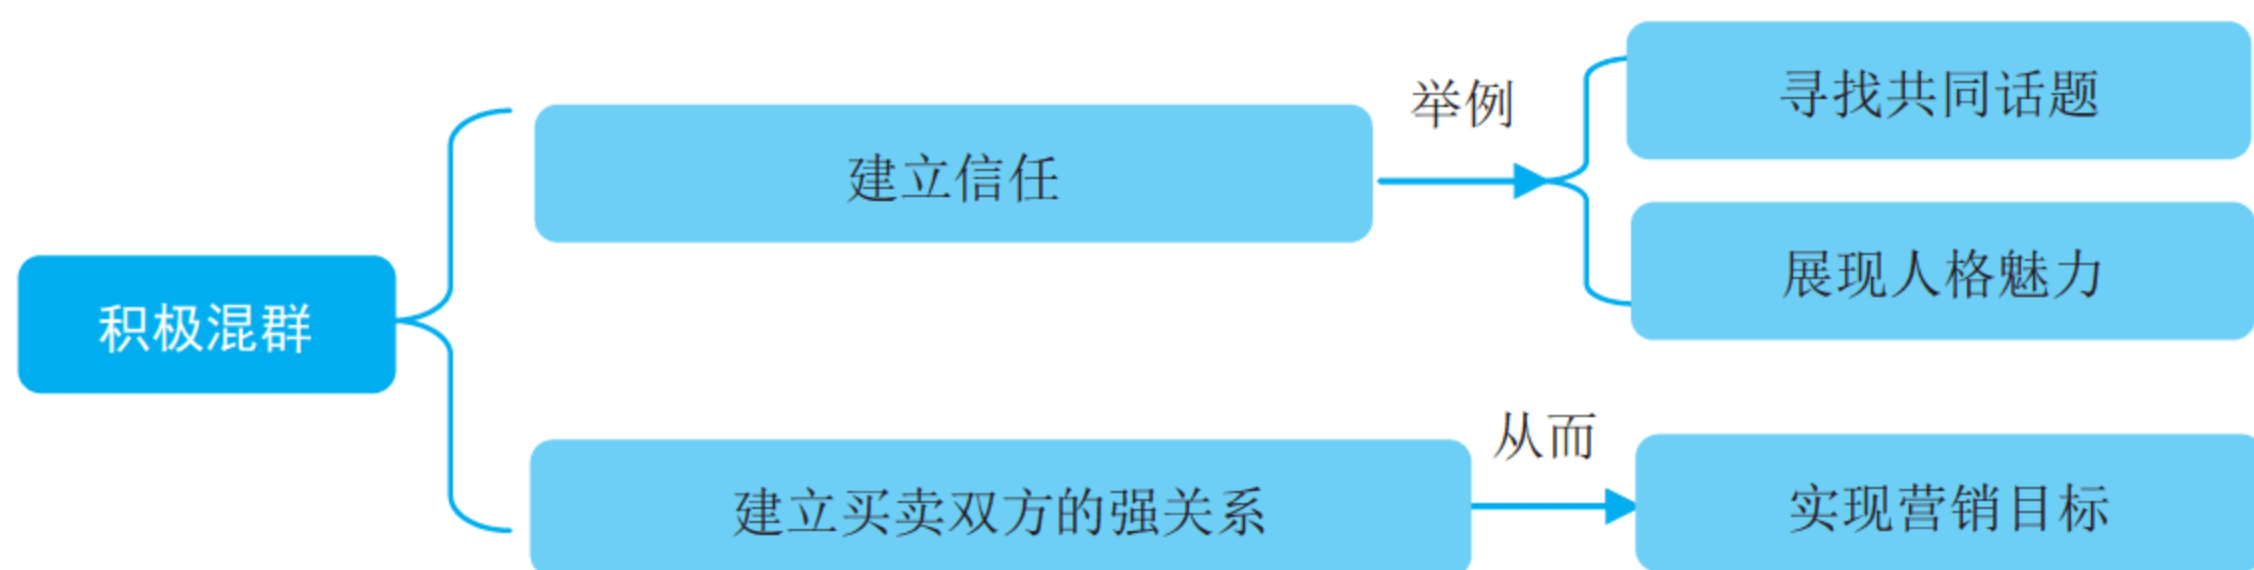 积极混群
建立信任
举例
寻找共同话题
展现人格魅力
建立买卖双方的强关系
从而
实现营销目标